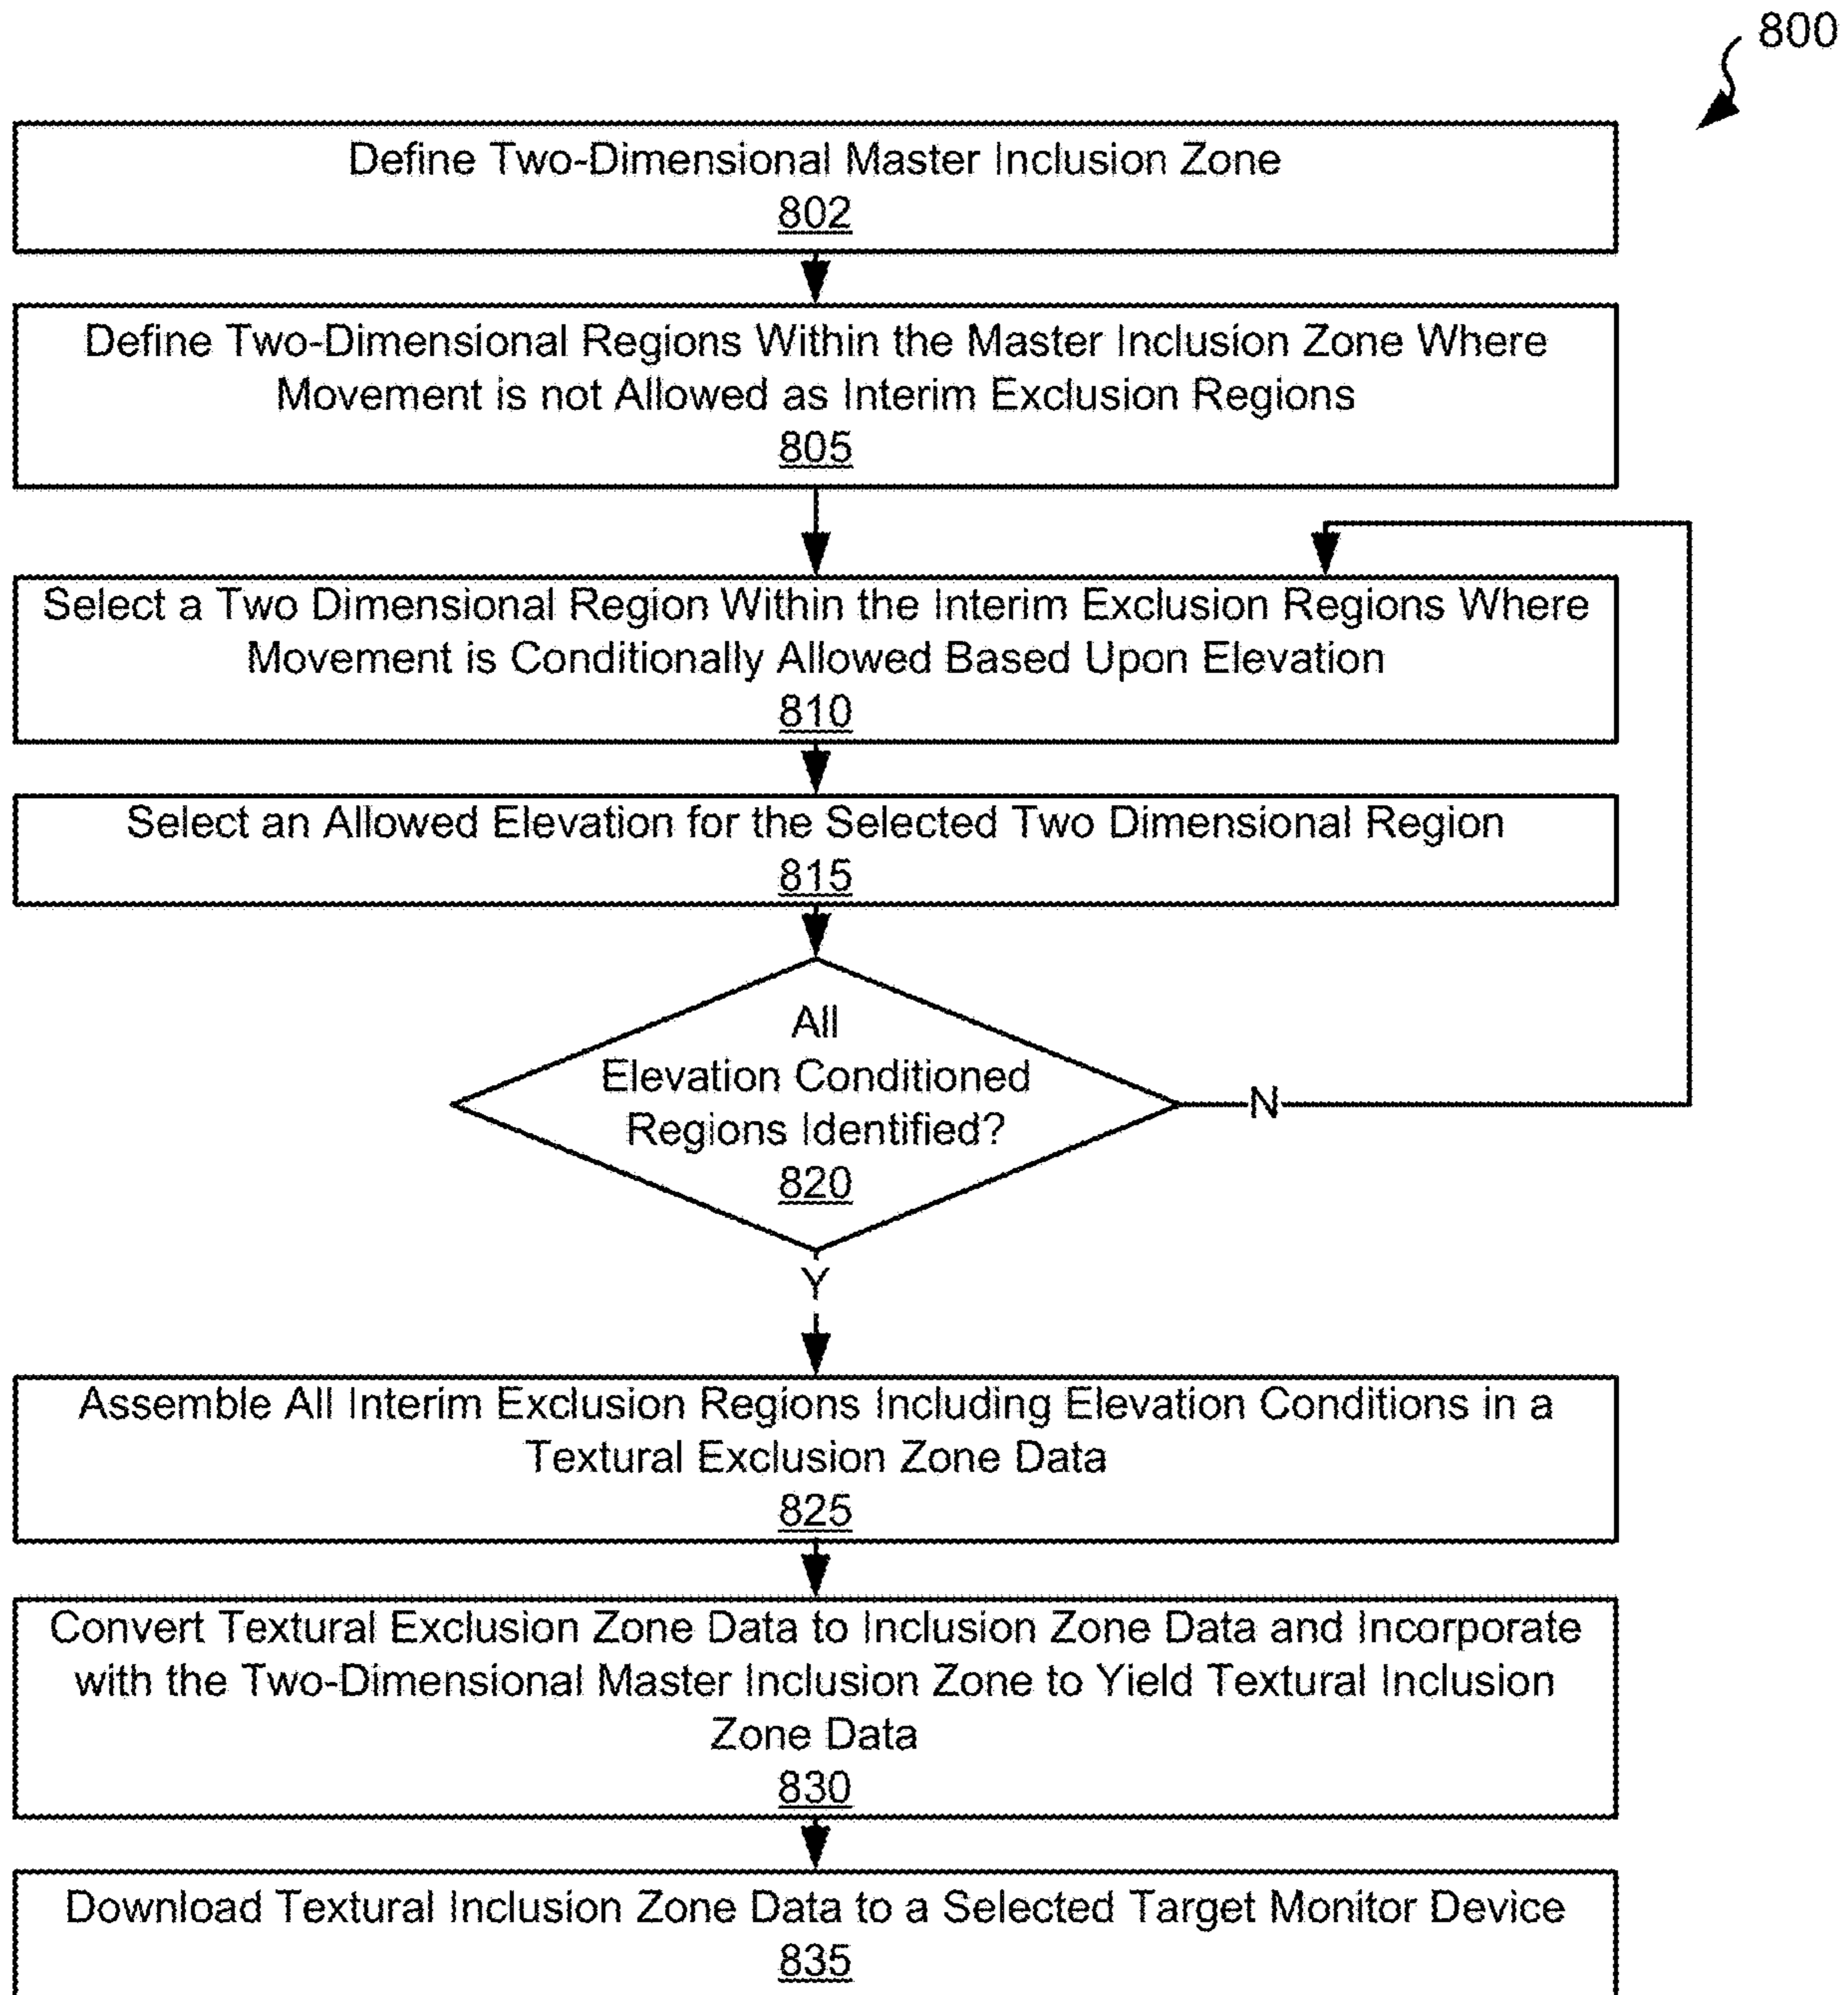 800
Define Two-Dimensional Master Inclusion Zone
802
Define Two-Dimensional Regions Within the Master Inclusion Zone Where
Movement is not Allowed as Interim Exclusion Regions
805
Select a Two Dimensional Region Within the Interim Exclusion Regions Where
Movement is Conditionally Allowed Based Upon Elevation
810
Select an Allowed Elevation for the Selected Two Dimensional Region
815
All
Elevation Conditioned
Regions Identified?
820
N
Y
Assemble All Interim Exclusion Regions Including Elevation Conditions in a
Textural Exclusion Zone Data
825
Convert Textural Exclusion Zone Data to Inclusion Zone Data and Incorporate
with the Two-Dimensional Master Inclusion Zone to Yield Textural Inclusion
Zone Data
830
Download Textural Inclusion Zone Data to a Selected Target Monitor Device
835